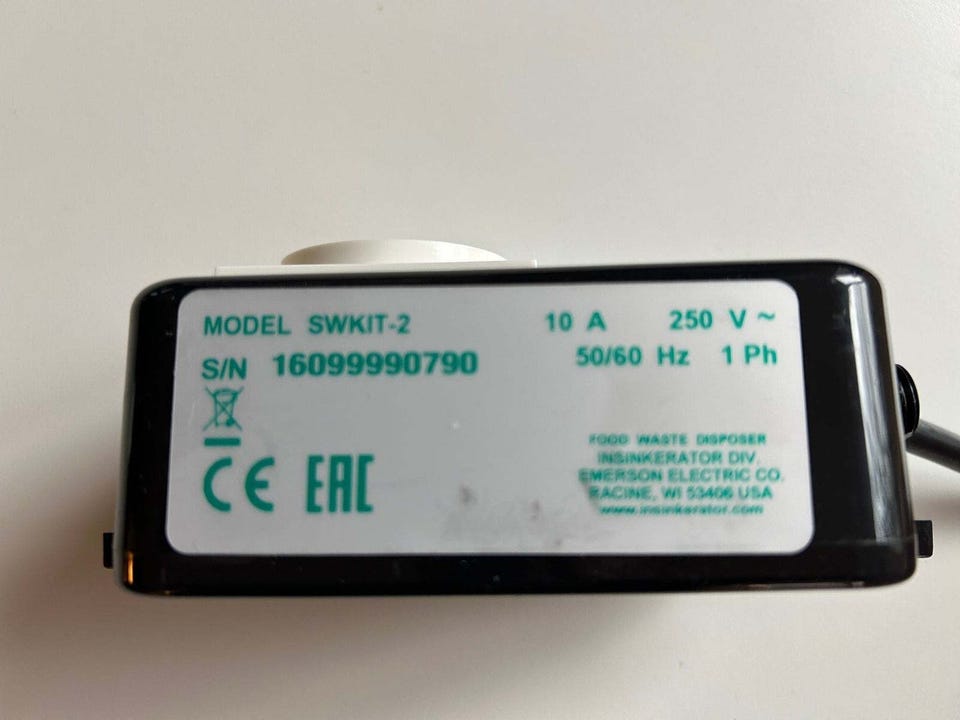 MODEL SWKIT-2 10 A 250 V ~
S/N 16099990790 50/60 Hz 1 Ph
CE EAC
FOOD WASTE DISPOSER
INSINKERATOR DIV.
EMERSON ELECTRIC CO.
RACINE, WI 53406 USA
www.insinkerator.com